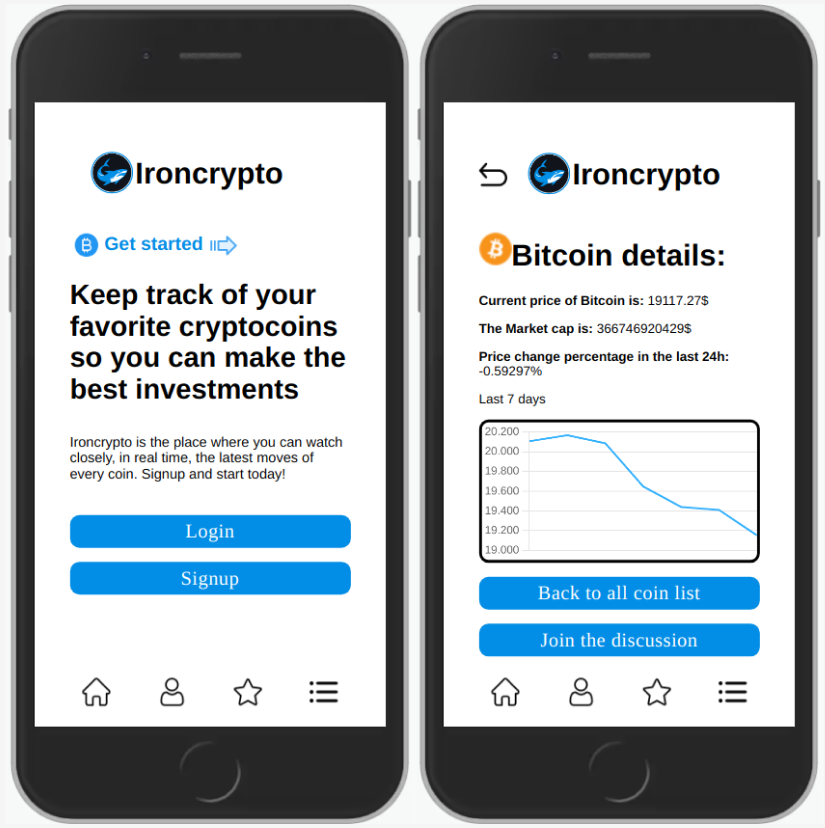 Ironcrypto
Get started
Keep track of your
favorite cryptocoins
so you can make the
best investments
Ironcrypto is the place where you can watch
closely, in real time, the latest moves of
every coin. Signup and start today!
Login
Signup
Ironcrypto
Bitcoin details:
Current price of Bitcoin is: 19117.27$
The Market cap is: 366746920429$
Price change percentage in the last 24h:
-0.59297%
Last 7 days
20.200
20.000
19.800
19.600
19.400
19.200
19.000
Back to all coin list
Join the discussion